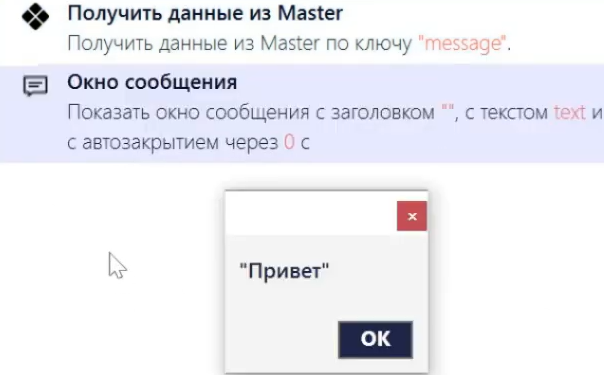 Получить данные из Master
Получить данные из Master по ключу "message".
Окно сообщения
Показать окно сообщения с заголовком "", с текстом text и
с автозакрытием через 0 с
×
"Привет"
OK